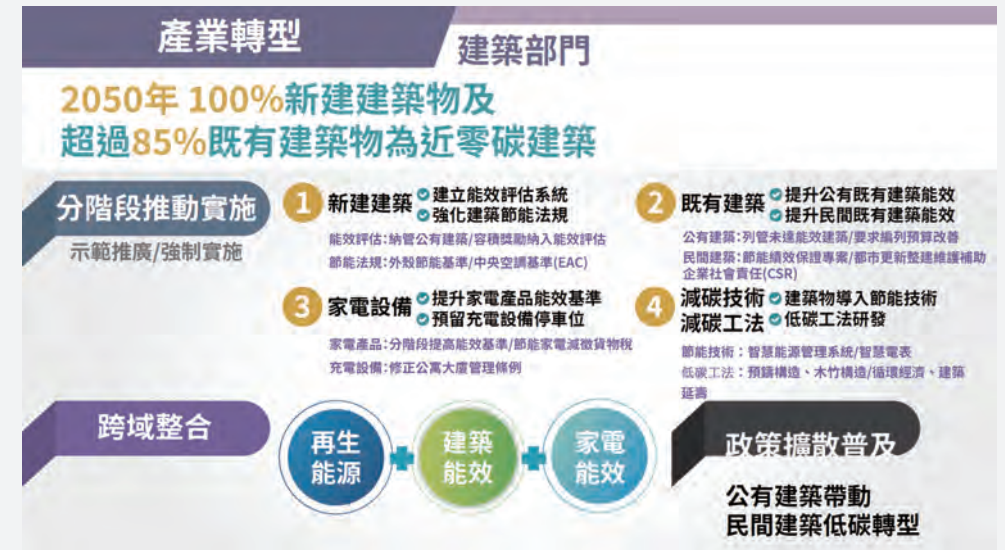 產業轉型
建築部門
2050年 100%新建建築物及
超過85%既有建築物為近零碳建築
分階段推動實施
示範推廣/強制實施
1 新建建築
建立能效評估系統
強化建築節能法規
能效評估:納管公有建築/容積獎勵納入能效評估
節能法規:外殼節能基準/中央空調基準(EAC)
2 既有建築
提升公有既有建築能效
提升民間既有建築能效
公有建築:列管未達能效建築/要求編列預算改善
民間建築:節能績效保證專案/都市更新整建維護補助
企業社會責任(CSR)
3 家電設備
提升家電產品能效基準
預留充電設備停車位
家電產品:分階段提高能效基準/節能家電減徵貨物稅
充電設備:修正公寓大廈管理條例
4 減碳技術
減碳工法
建築物導入節能技術
低碳工法研發
節能技術：智慧能源管理系統/智慧電表
低碳工法：預鑄構造、木竹構造/循環經濟、建築
延壽
跨域整合
再生
能源
建築
能效
家電
能效
政策擴散普及
公有建築帶動
民間建築低碳轉型